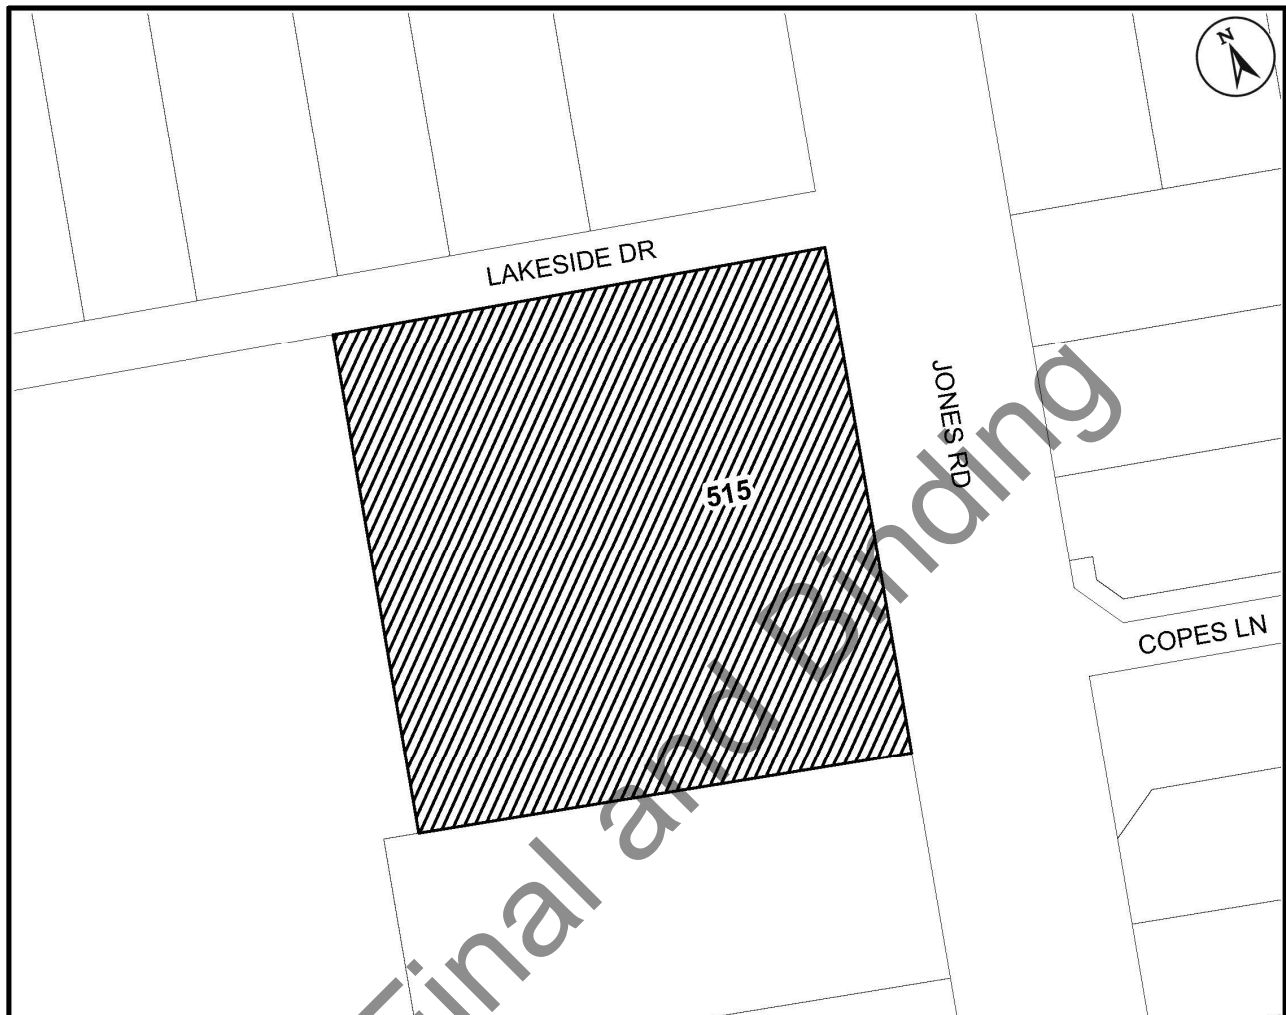 N
LAKESIDE DR
JONES RD
515
COPES LN
Final and Binding